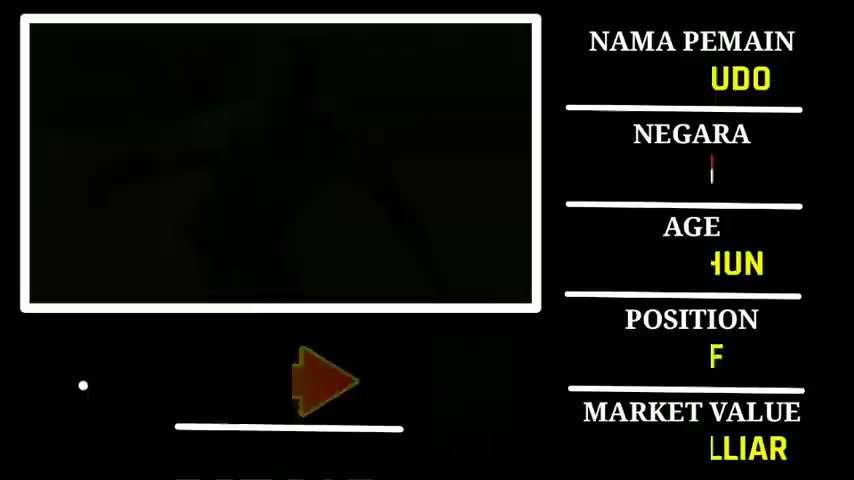 NAMA PEMAIN
UDO
NEGARA
AGE
HUN
POSITION
F
MARKET VALUE
LLIAR